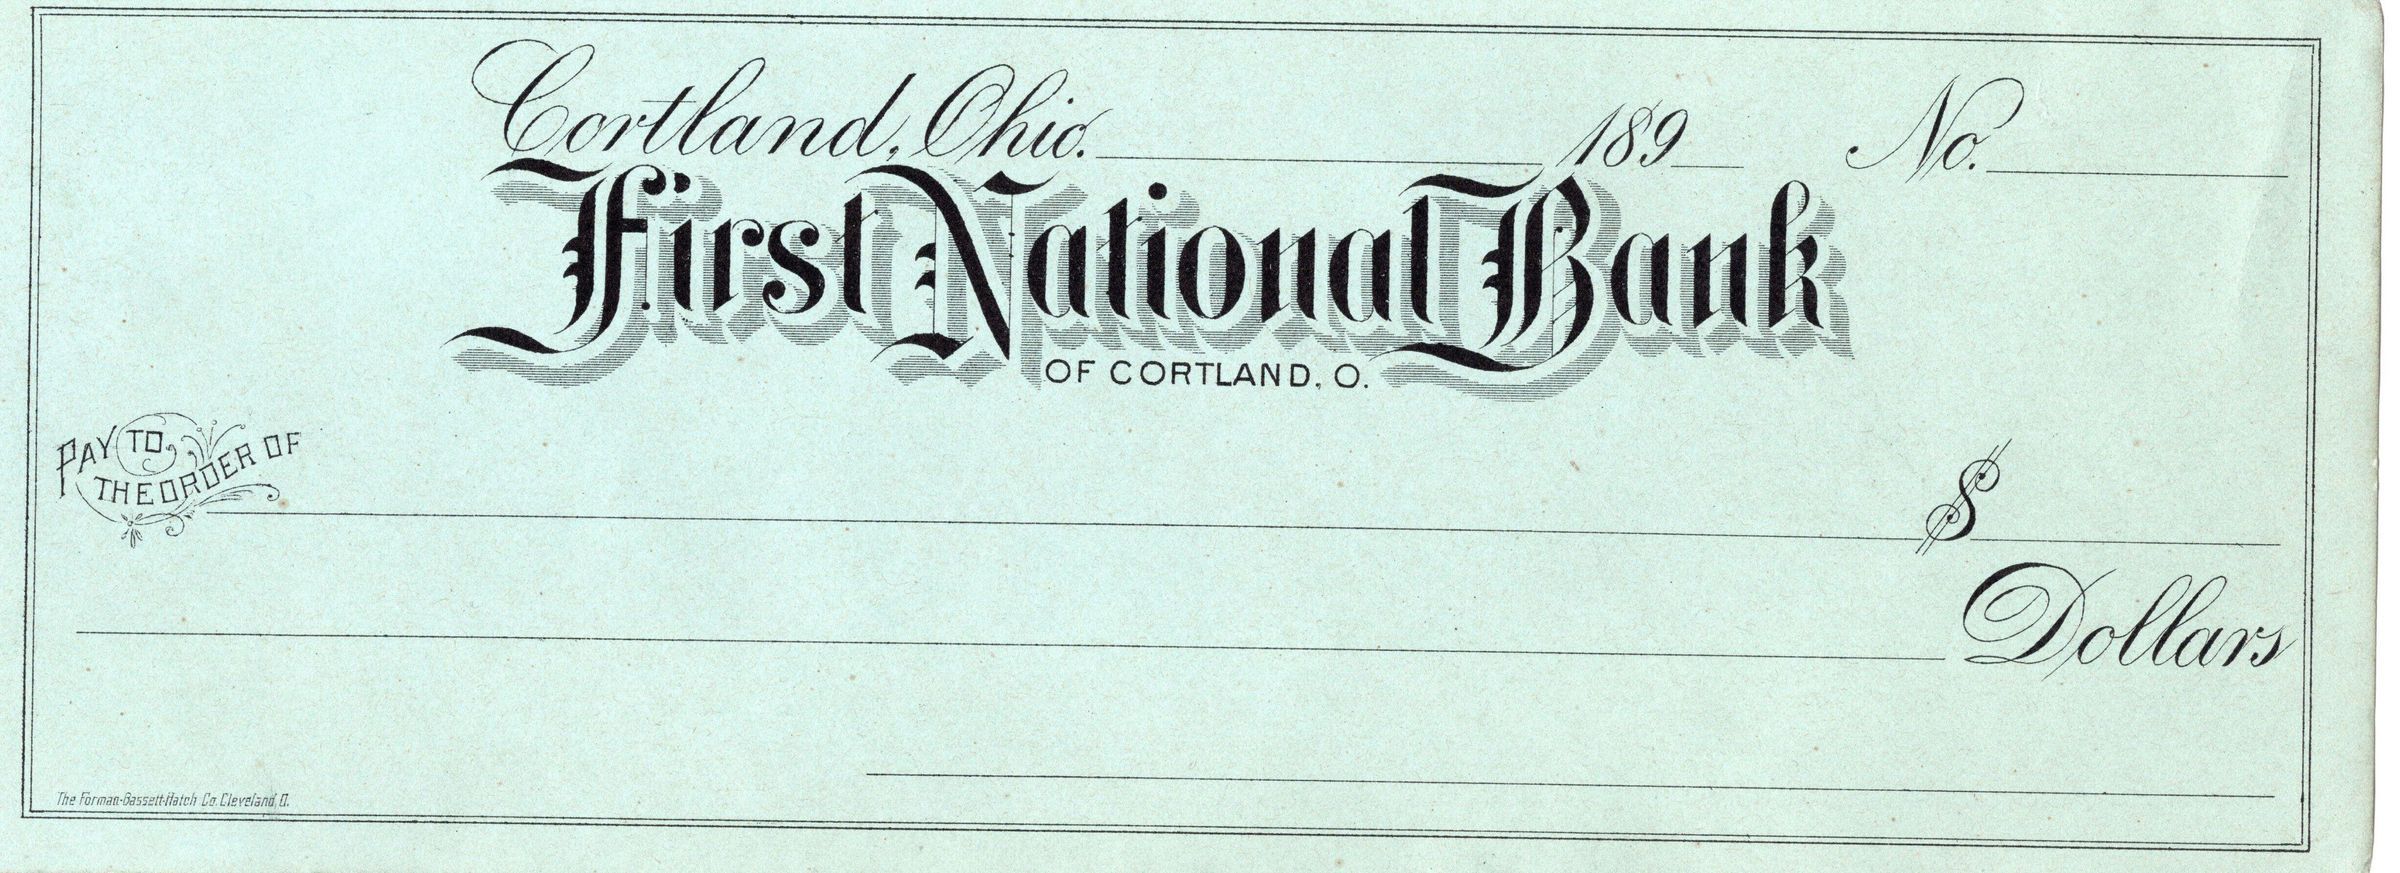 Cortland, Ohio. 189 No.
First National Bank
OF CORTLAND, O.
PAY TO
THE ORDER OF
$
Dollars
The Forman-Bassett-Hatch Co. Cleveland, O.